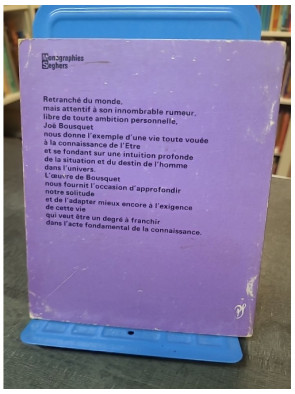 Monographies
Seghers
Retranché du monde,
mais attentif à son innombrable rumeur,
libre de toute ambition personnelle,
Joë Bousquet
nous donne l'exemple d'une vie toute vouée
à la connaissance de l'Etre
et se fondant sur une intuition profonde
de la situation et du destin de l'homme
dans l'univers.
L'œuvre de Bousquet
nous fournit l'occasion d'approfondir
notre solitude
et de l'adapter mieux encore à l'exigence
de cette vie
qui veut être un degré à franchir
dans l'acte fondamental de la connaissance.